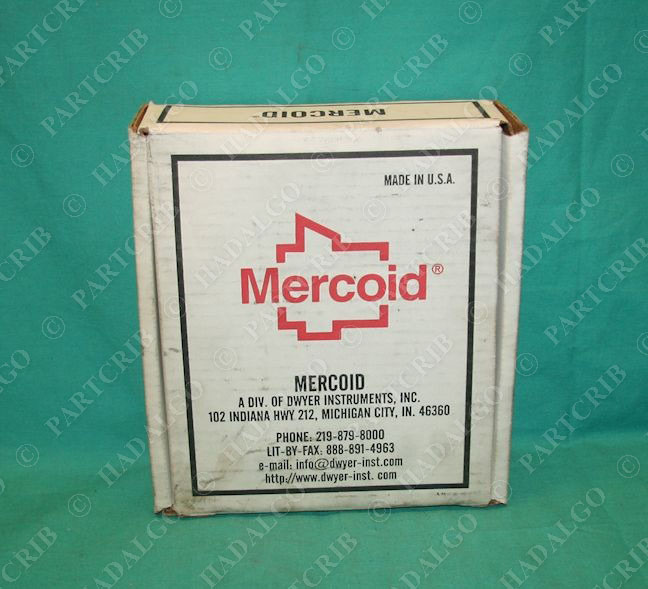 MERCOID®
MADE IN U.S.A.
Mercoid®
MERCOID
A DIV. OF DWYER INSTRUMENTS, INC.
102 INDIANA HWY 212, MICHIGAN CITY, IN. 46360
PHONE: 219-879-8000
LIT-BY-FAX: 888-891-4963
e-mail: info@dwyer-inst.com
http://www.dwyer-inst. com
© PARTCRIB
© HADALGO